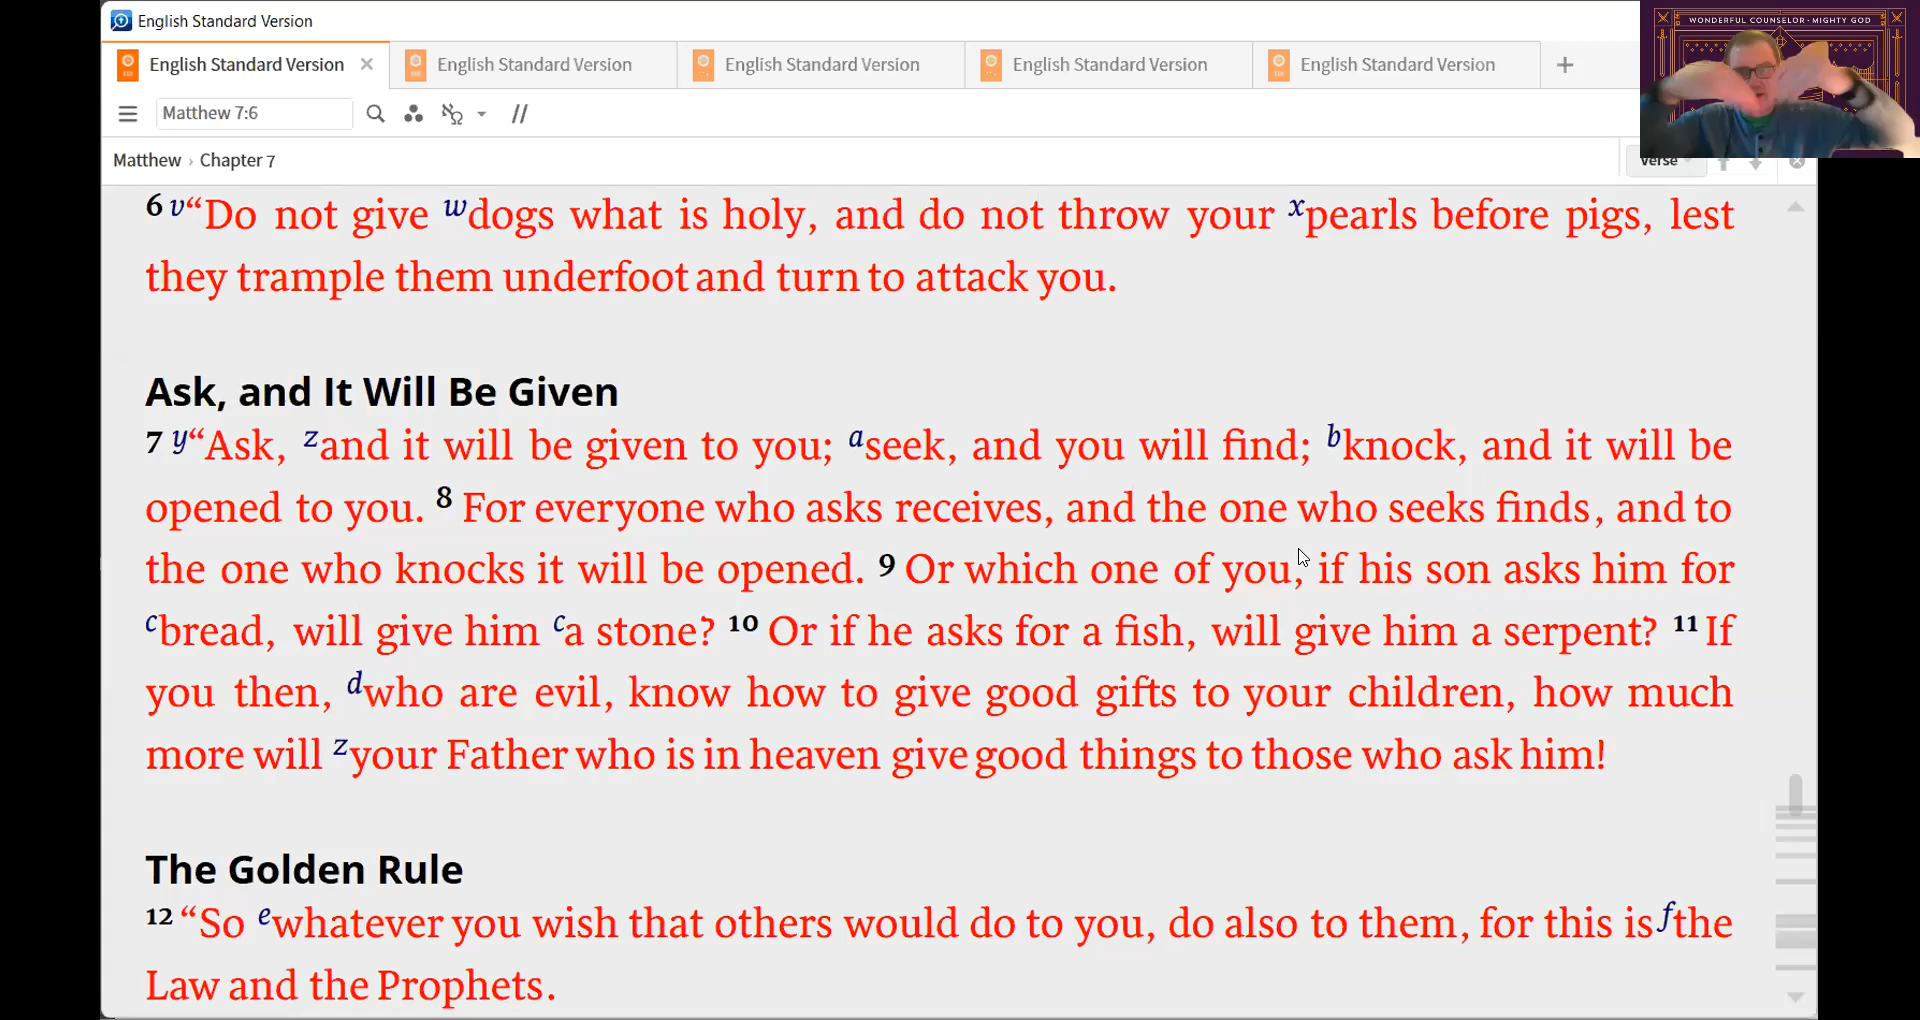 English Standard Version
English Standard Version
English Standard Version
English Standard Version
English Standard Version
English Standard Version
WONDERFUL COUNSELOR • MIGHTY GOD
Matthew 7:6
Matthew › Chapter 7
Verse
6 v“Do not give wdogs what is holy, and do not throw your xpearls before pigs, lest
they trample them underfoot and turn to attack you.
Ask, and It Will Be Given
7 y“Ask, zand it will be given to you; aseek, and you will find; bknock, and it will be
opened to you. 8 For everyone who asks receives, and the one who seeks finds, and to
the one who knocks it will be opened. 9 Or which one of you, if his son asks him for
cbread, will give him ca stone? 10 Or if he asks for a fish, will give him a serpent? 11 If
you then, dwho are evil, know how to give good gifts to your children, how much
more will zyour Father who is in heaven give good things to those who ask him!
The Golden Rule
12 “So ewhatever you wish that others would do to you, do also to them, for this is fthe
Law and the Prophets.